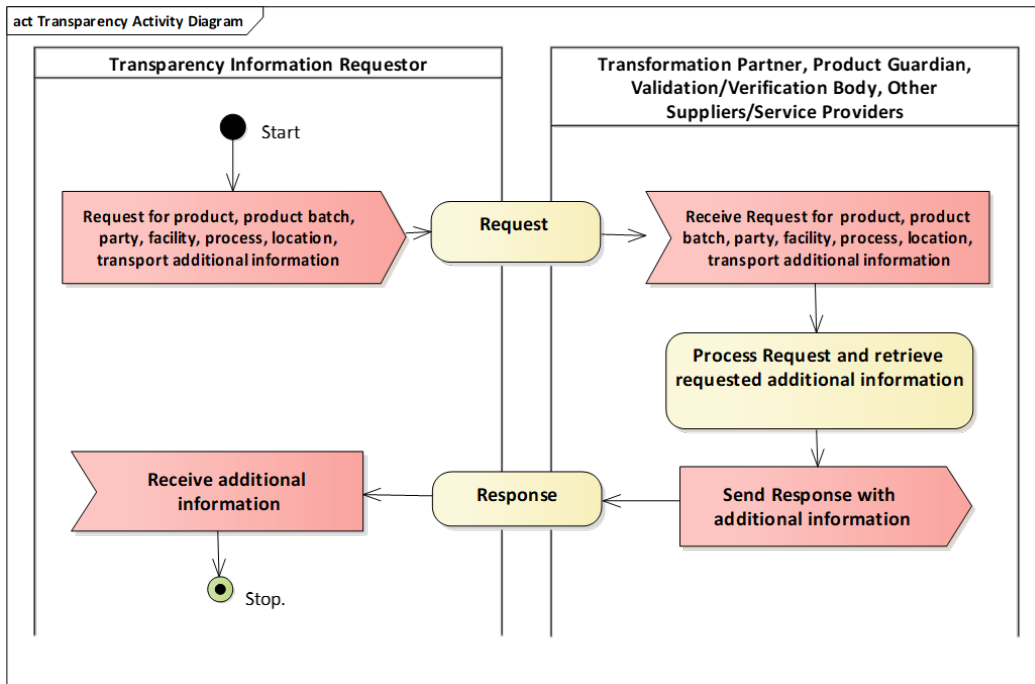 act Transparency Activity Diagram
Transparency Information Requestor
Transformation Partner, Product Guardian,
Validation/Verification Body, Other
Suppliers/Service Providers
Start
Request for product, product batch,
party, facility, process, location,
transport additional information
Request
Receive Request for product, product
batch, party, facility, process, location,
transport additional information
Process Request and retrieve
requested additional information
Receive additional
information
Response
Send Response with
additional information
Stop.